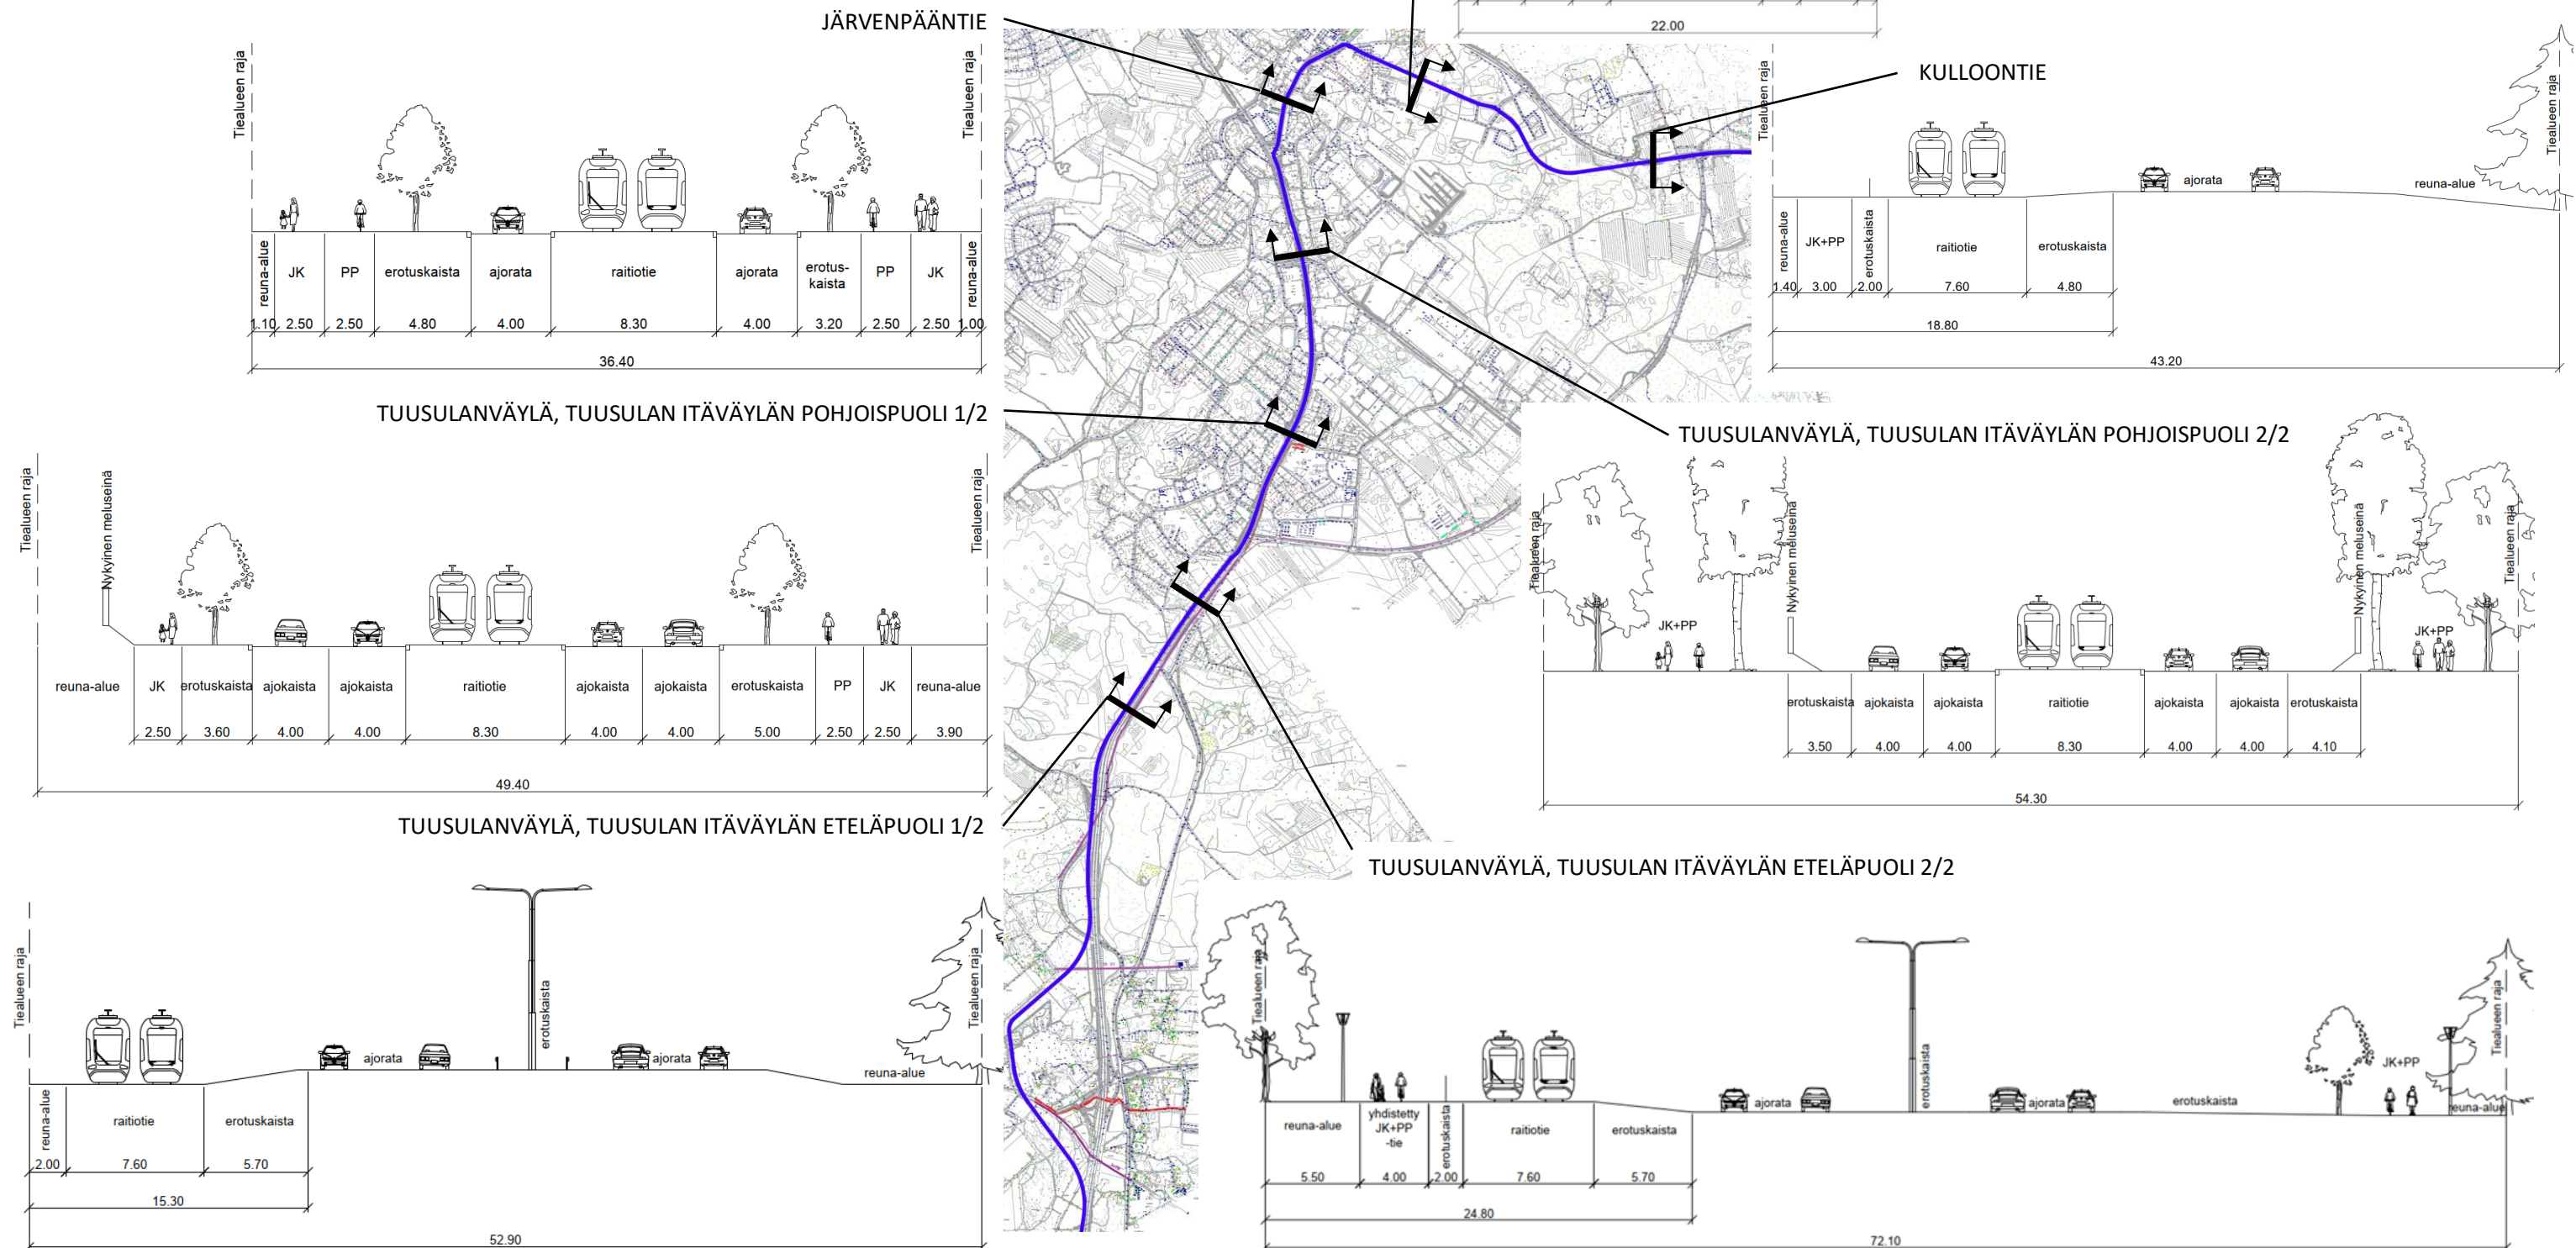 JÄRVENPÄÄNTIE
Tiealueen raja
Tiealueen raja
reuna-alue
JK
PP
erotuskaista
ajorata
raitiotie
ajorata
erotus-
kaista
PP
JK
reuna-alue
1.10 2.50 2.50 4.80 4.00 8.30 4.00 3.20 2.50 2.50 1.00
36.40
22.00
KULLOONTIE
Tiealueen raja
Tiealueen raja
ajorata
reuna-alue
reuna-alue
JK+PP
erotuskaista
raitiotie
erotuskaista
1.40 3.00 2.00 7.60 4.80
18.80
43.20
TUUSULANVÄYLÄ, TUUSULAN ITÄVÄYLÄN POHJOISPUOLI 1/2
Tiealueen raja
Nykyinen meluseinä
Tiealueen raja
reuna-alue JK erotuskaista ajokaista ajokaista raitiotie ajokaista ajokaista erotuskaista PP JK reuna-alue
2.50 3.60 4.00 4.00 8.30 4.00 4.00 5.00 2.50 2.50 3.90
49.40
TUUSULANVÄYLÄ, TUUSULAN ITÄVÄYLÄN POHJOISPUOLI 2/2
Tiealueen raja
JK+PP
Nykyinen meluseinä
Nykyinen meluseinä
JK+PP
Tiealueen raja
erotuskaista ajokaista ajokaista raitiotie ajokaista ajokaista erotuskaista
3.50 4.00 4.00 8.30 4.00 4.00 4.10
54.30
TUUSULANVÄYLÄ, TUUSULAN ITÄVÄYLÄN ETELÄPUOLI 1/2
Tiealueen raja
ajorata
erotuskaista
ajorata
reuna-alue
Tiealueen raja
reuna-alue
raitiotie
erotuskaista
2.00 7.60 5.70
15.30
52.90
TUUSULANVÄYLÄ, TUUSULAN ITÄVÄYLÄN ETELÄPUOLI 2/2
Tiealueen raja
ajorata
erotuskaista
ajorata
erotuskaista
JK+PP
reuna-alue
Tiealueen raja
reuna-alue
yhdistetty
JK+PP
-tie
erotuskaista
raitiotie
erotuskaista
5.50 4.00 2.00 7.60 5.70
24.80
72.10